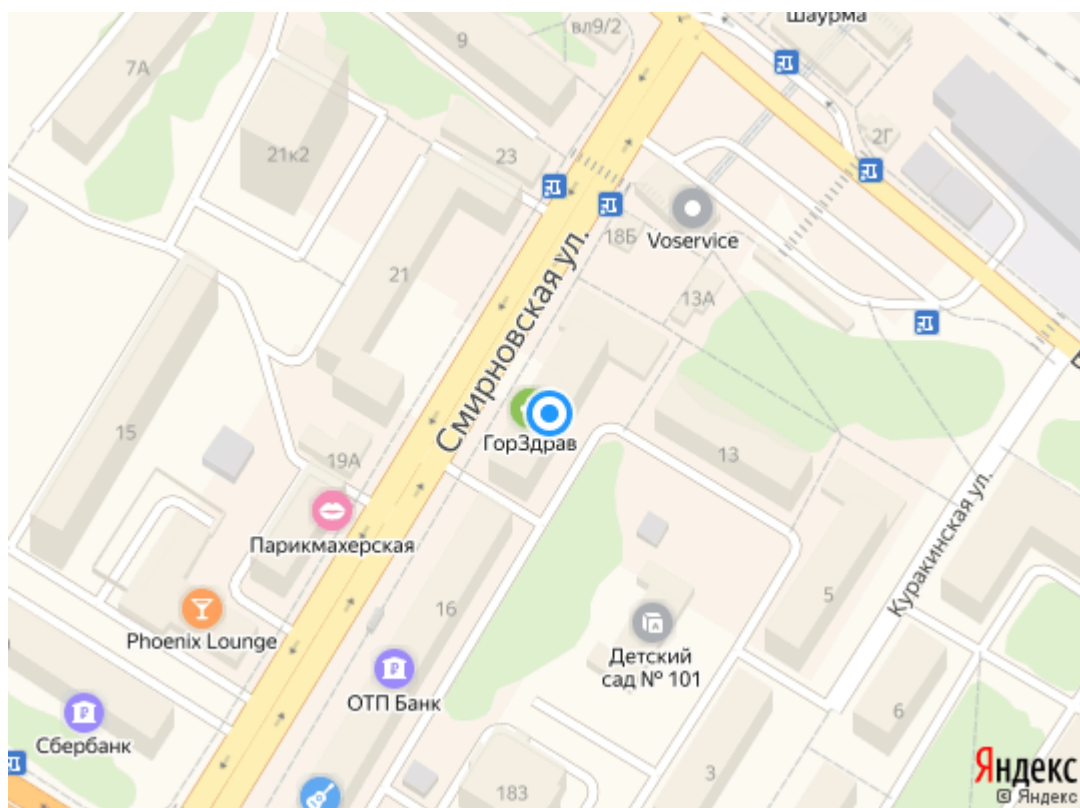 Шаурма
вл9/2
9
7А
2Г
21к2
23
18Б
Voservice
21
13А
Смирновская ул.
15
ГорЗдрав
13
19А
Парикмахерская
Куракинская ул.
5
16
Phoenix Lounge
Детский
сад № 101
ОТП Банк
6
Сбербанк
3
183
Яндекс
© Яндекс